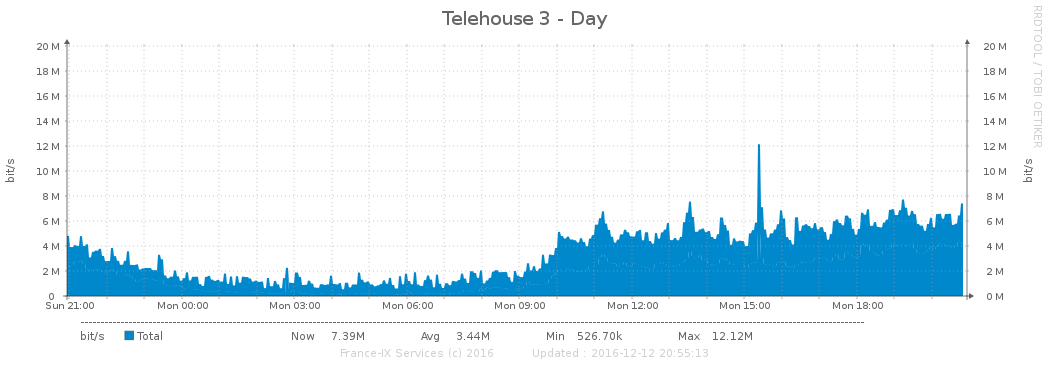 Telehouse 3 - Day
RRDTOOL / TOBI OETIKER
bit/s
20 M
18 M
16 M
14 M
12 M
10 M
8 M
6 M
4 M
2 M
0
20 M
18 M
16 M
14 M
12 M
10 M
8 M
6 M
4 M
2 M
0 M
bit/s
Sun 21:00 Mon 00:00 Mon 03:00 Mon 06:00 Mon 09:00 Mon 12:00 Mon 15:00 Mon 18:00
bit/s Total Now 7.39M Avg 3.44M Min 526.70k Max 12.12M
France-IX Services (c) 2016 Updated : 2016-12-12 20:55:13